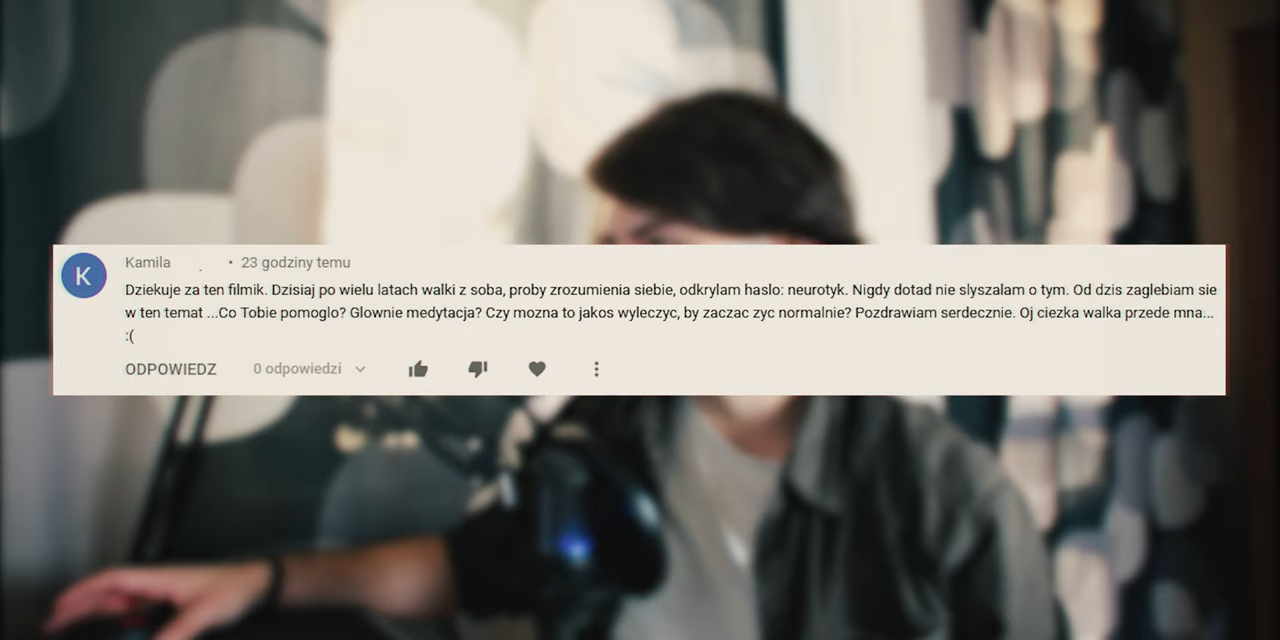 K
Kamila • 23 godziny temu
Dziekuje za ten filmik. Dzisiaj po wielu latach walki z soba, proby zrozumienia siebie, odkrylam haslo: neurotyk. Nigdy dotad nie slyszalam o tym. Od dzis zaglebiam sie
w ten temat ...Co Tobie pomoglo? Glownie medytacja? Czy mozna to jakos wyleczyc, by zaczac zyc normalnie? Pozdrawiam serdecznie. Oj ciezka walka przede mna...
:(
ODPOWIEDZ 0 odpowiedzi